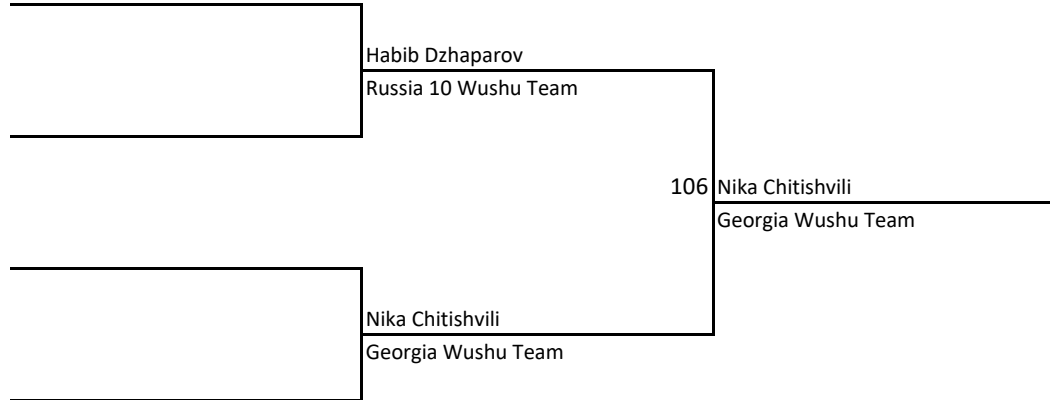 Habib Dzhaparov
Russia 10 Wushu Team
106 Nika Chitishvili
Georgia Wushu Team
Nika Chitishvili
Georgia Wushu Team